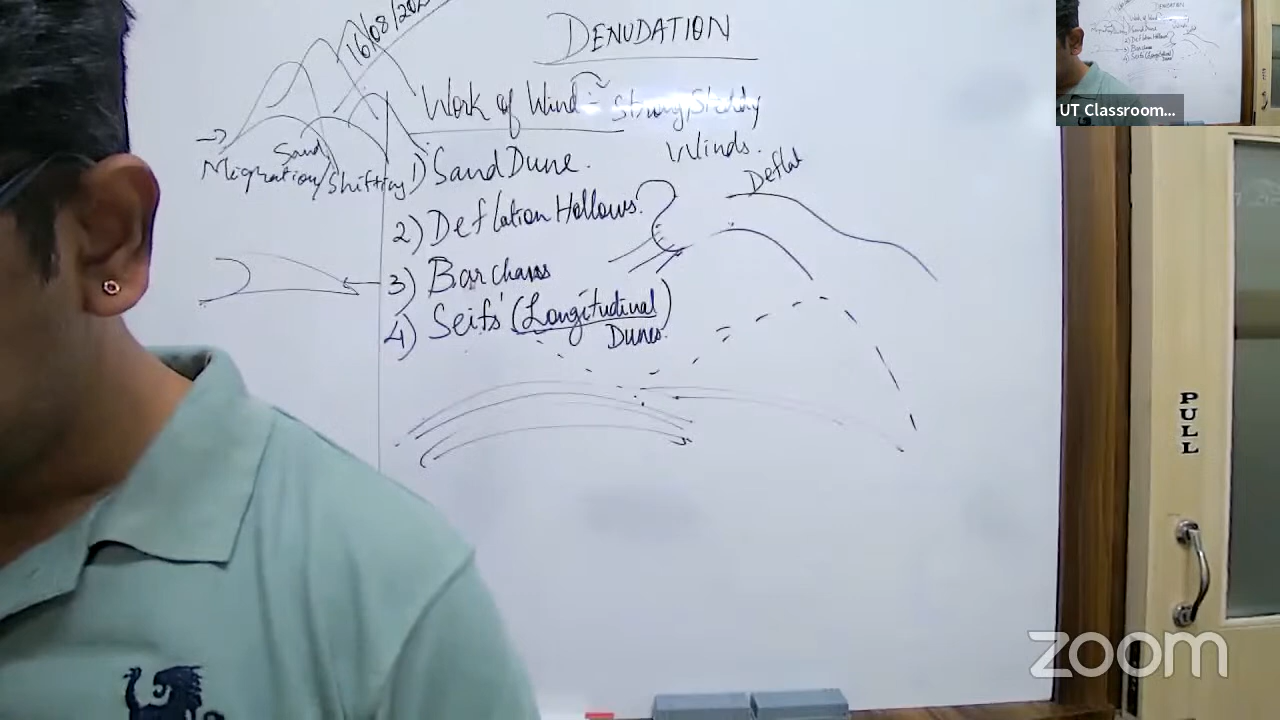 DENUDATION
16/08/202
Work of Wind :- Strong, Steady
Winds.
Sand
Migration/Shifting
1) Sand Dune.
Deflat
2) Deflation Hollows.
3) Barchans
4) Seifs (Longitudinal)
Dunes.
PULL
UT Classroom...
zoom